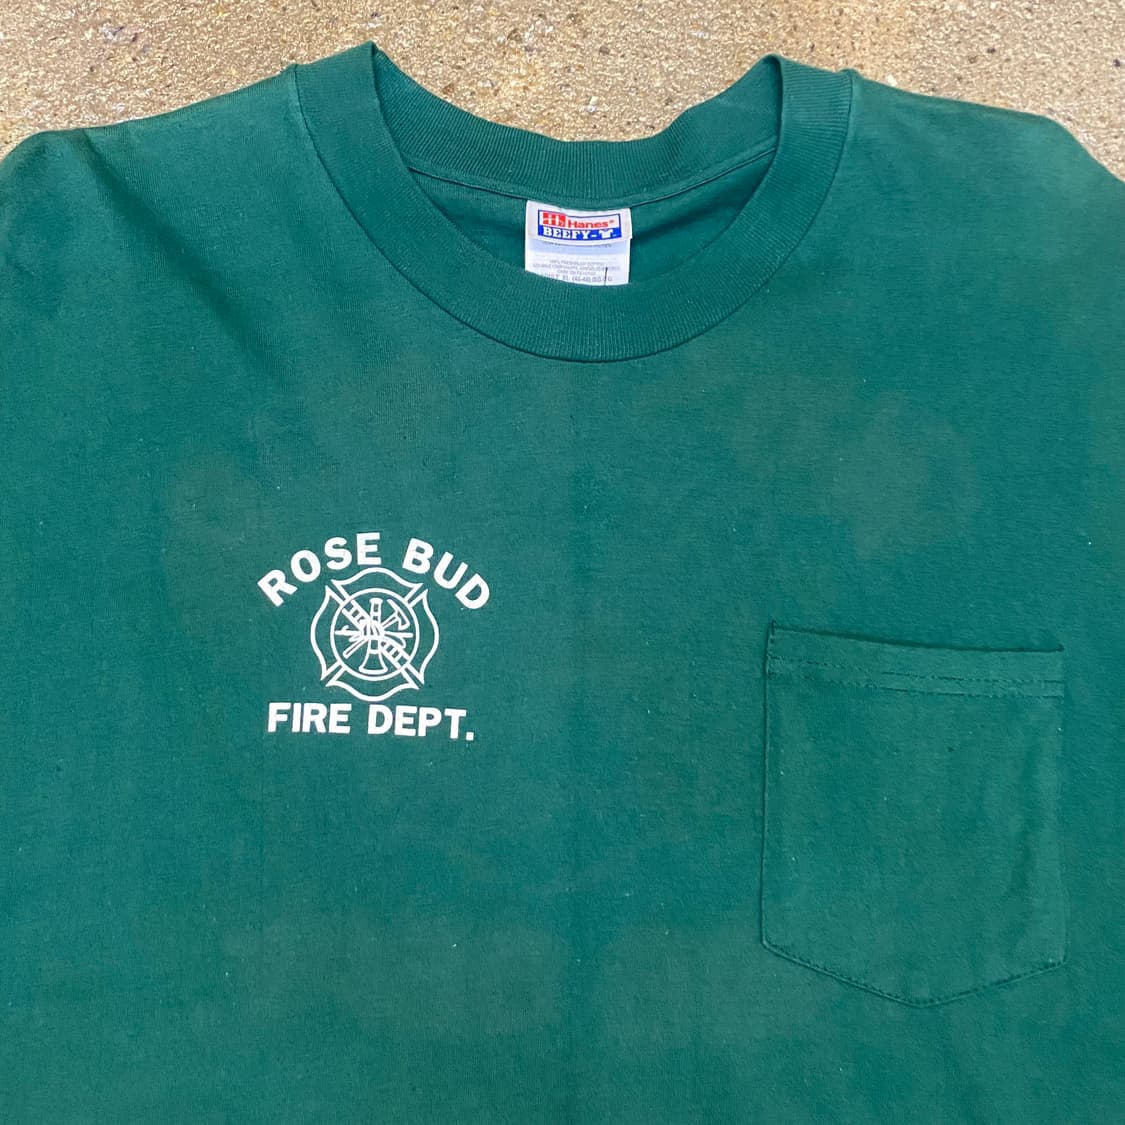 Hanes®
BEEFY-T
ROSE BUD
FIRE DEPT.